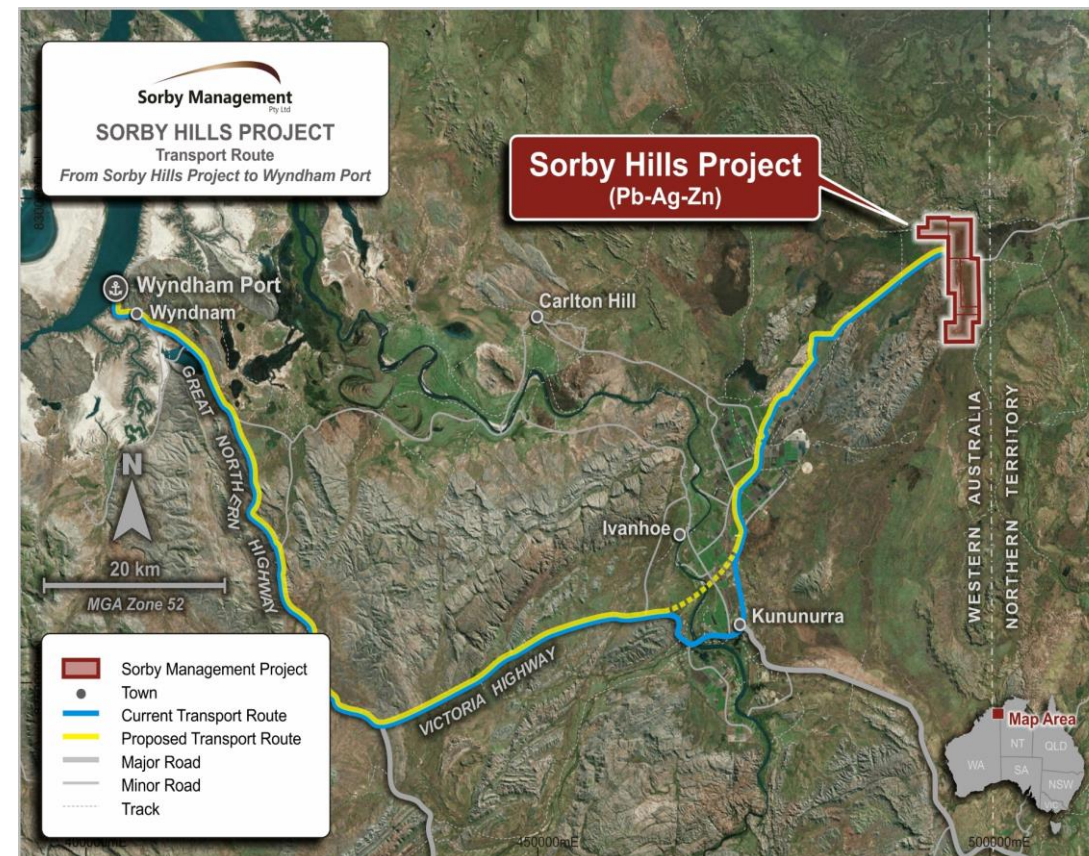 Sorby Management
Pty Ltd
SORBY HILLS PROJECT
Transport Route
From Sorby Hills Project to Wyndham Port
Sorby Hills Project
(Pb-Ag-Zn)
Wyndham Port
Wyndnam
Carlton Hill
GREAT NORTHERN HIGHWAY
N
20 km
MGA Zone 52
Ivanhoe
Kununurra
VICTORIA HIGHWAY
WESTERN AUSTRALIA
NORTHERN TERRITORY
Sorby Management Project
Town
Current Transport Route
Proposed Transport Route
Major Road
Minor Road
Track
Map Area
WA
NT
QLD
SA
NSW
450000mE
500000mE